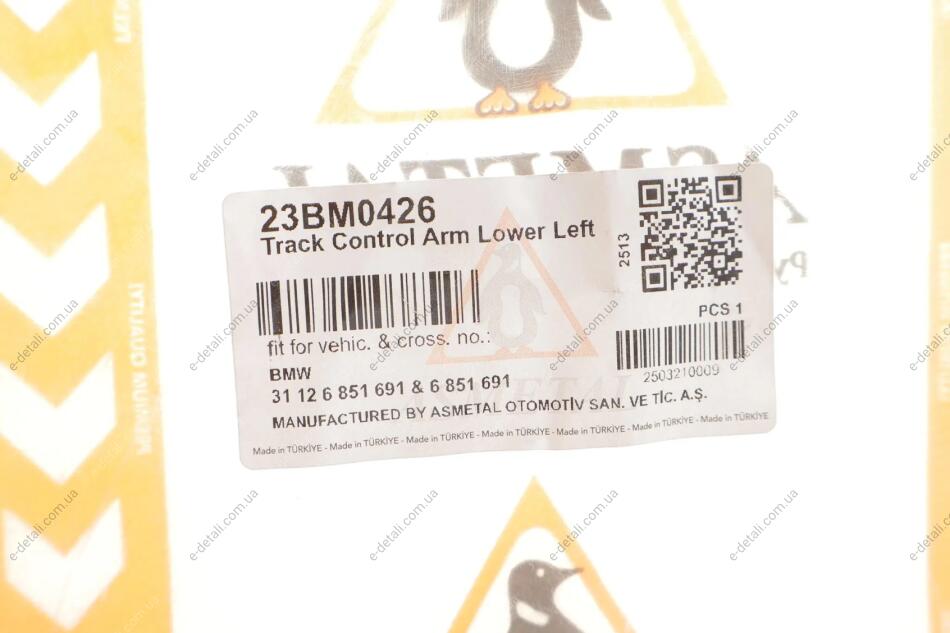 23BM0426
Track Control Arm Lower Left
2513
PCS 1
fit for vehic. & cross. no.:
BMW
31 12 6 851 691 & 6 851 691
2503210009
MANUFACTURED BY ASMETAL OTOMOTİV SAN. VE TİC. A.Ş.
Made in TÜRKİYE - Made in TÜRKİYE - Made in TÜRKİYE - Made in TÜRKİYE - Made in TÜRKİYE - Made in TÜRKİYE - Made in TÜRKİYE
ASMETAL
e-detali.com.ua